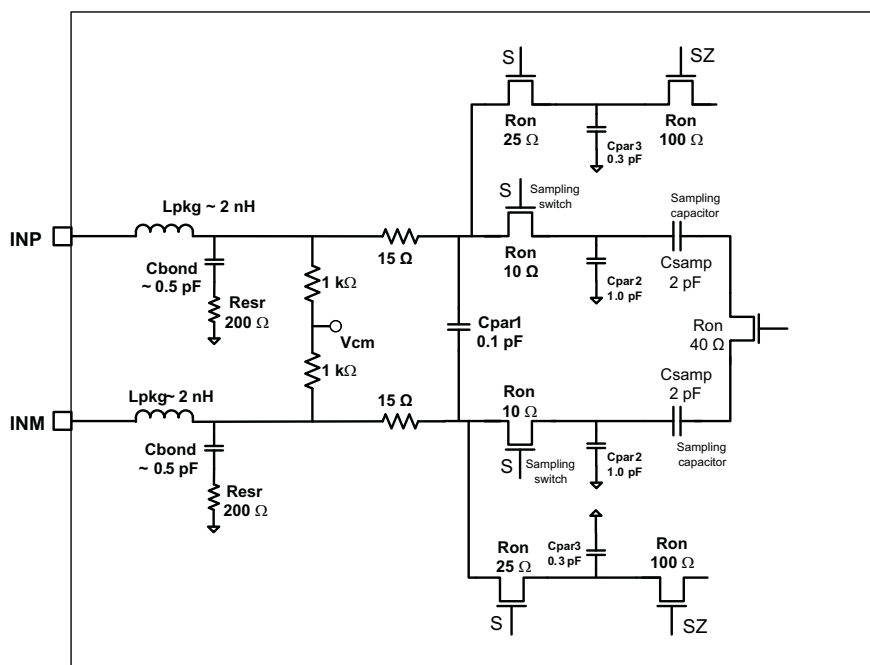 S
SZ
Ron
25 Ω
Cpar3
0.3 pF
Ron
100 Ω
Lpkg ~ 2 nH
S
Sampling
switch
Sampling
capacitor
INP
15 Ω
Ron
10 Ω
Cbond
~ 0.5 pF
1 kΩ
Cpar2
1.0 pF
Csamp
2 pF
Resr
200 Ω
Vcm
Cpar1
0.1 pF
Ron
40 Ω
1 kΩ
Lpkg~ 2 nH
15 Ω
Ron
10 Ω
Csamp
2 pF
INM
Cbond
~ 0.5 pF
S
Sampling
switch
Cpar2
1.0 pF
Sampling
capacitor
Resr
200 Ω
Ron
25 Ω
Cpar3
0.3 pF
Ron
100 Ω
S
SZ